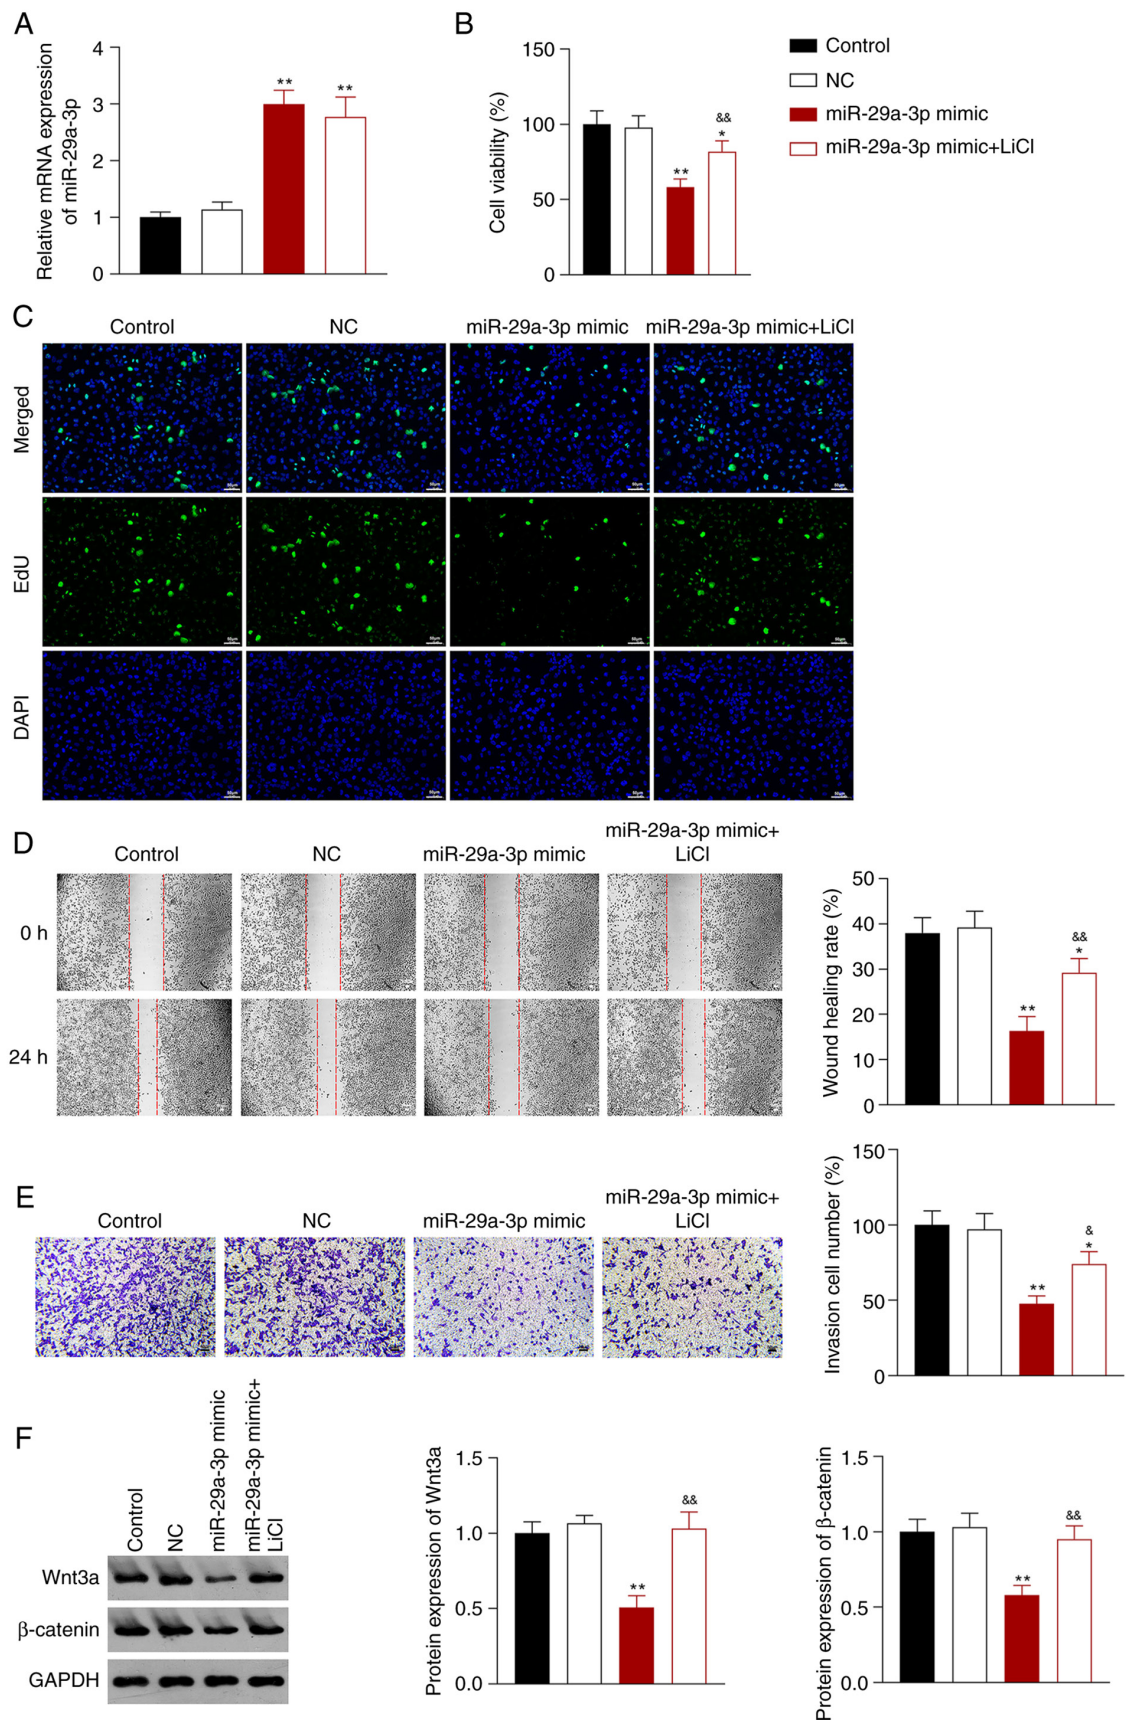 A
Relative mRNA expression
of miR-29a-3p
4
3
2
1
0
**
**
B
Cell viability (%)
150
100
50
0
**
&&
*
Control
NC
miR-29a-3p mimic
miR-29a-3p mimic+LiCl
C
Control
NC
miR-29a-3p mimic
miR-29a-3p mimic+LiCl
Merged
EdU
DAPI
D
Control
NC
miR-29a-3p mimic
miR-29a-3p mimic+
LiCl
0 h
24 h
Wound healing rate (%)
50
40
30
20
10
0
**
&&
*
E
Control
NC
miR-29a-3p mimic
miR-29a-3p mimic+
LiCl
Invasion cell number (%)
150
100
50
0
**
&
*
F
Control
NC
miR-29a-3p mimic
miR-29a-3p mimic+
LiCl
Wnt3a
β-catenin
GAPDH
Protein expression of Wnt3a
1.5
1.0
0.5
0.0
**
&&
Protein expression of β-catenin
1.5
1.0
0.5
0.0
**
&&